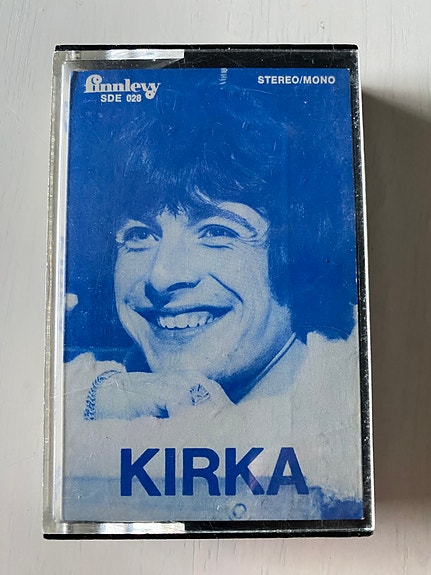 finnlevy
STEREO/MONO
SDE 028
KIRKA